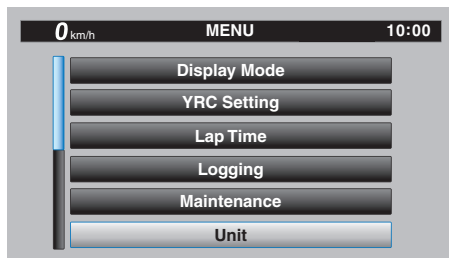 0 km/h MENU 10:00
Display Mode
YRC Setting
Lap Time
Logging
Maintenance
Unit